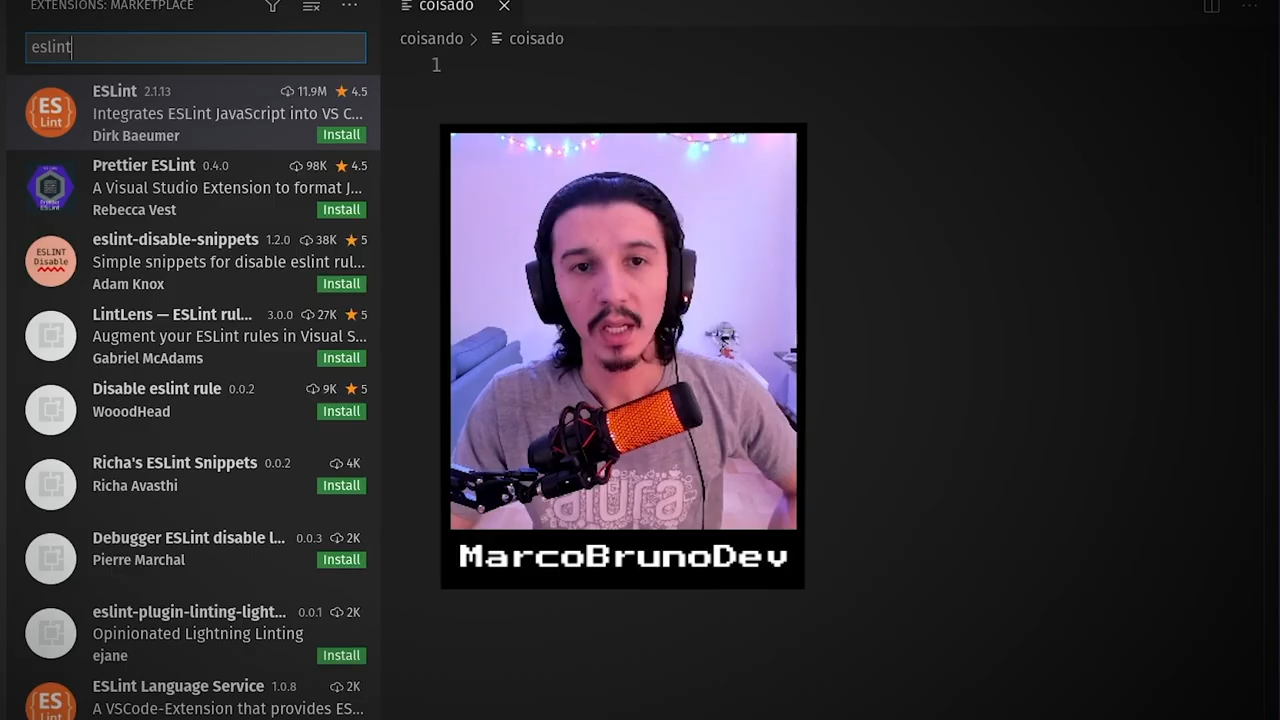 EXTENSIONS: MARKETPLACE
eslint
ESLint 2.1.13 11.9M 4.5
Integrates ESLint JavaScript into VS C...
Dirk Baeumer Install
Prettier ESLint 0.4.0 98K 4.5
A Visual Studio Extension to format J...
Rebecca Vest Install
eslint-disable-snippets 1.2.0 38K 5
Simple snippets for disable eslint rul...
Adam Knox Install
LintLens — ESLint rul... 3.0.0 27K 5
Augment your ESLint rules in Visual S...
Gabriel McAdams Install
Disable eslint rule 0.0.2 9K 5
WooodHead Install
Richa's ESLint Snippets 0.0.2 4K
Richa Avasthi Install
Debugger ESLint disable l... 0.0.3 2K
Pierre Marchal Install
eslint-plugin-linting-light... 0.0.1 2K
Opinionated Lightning Linting
ejane Install
ESLint Language Service 1.0.8 2K
A VSCode-Extension that provides ES...
ES
Lint
Prettier
ESLint
ESLINT
Disable
ES
Lint
coisado
coisando > coisado
1
alura
MarcoBrunoDev